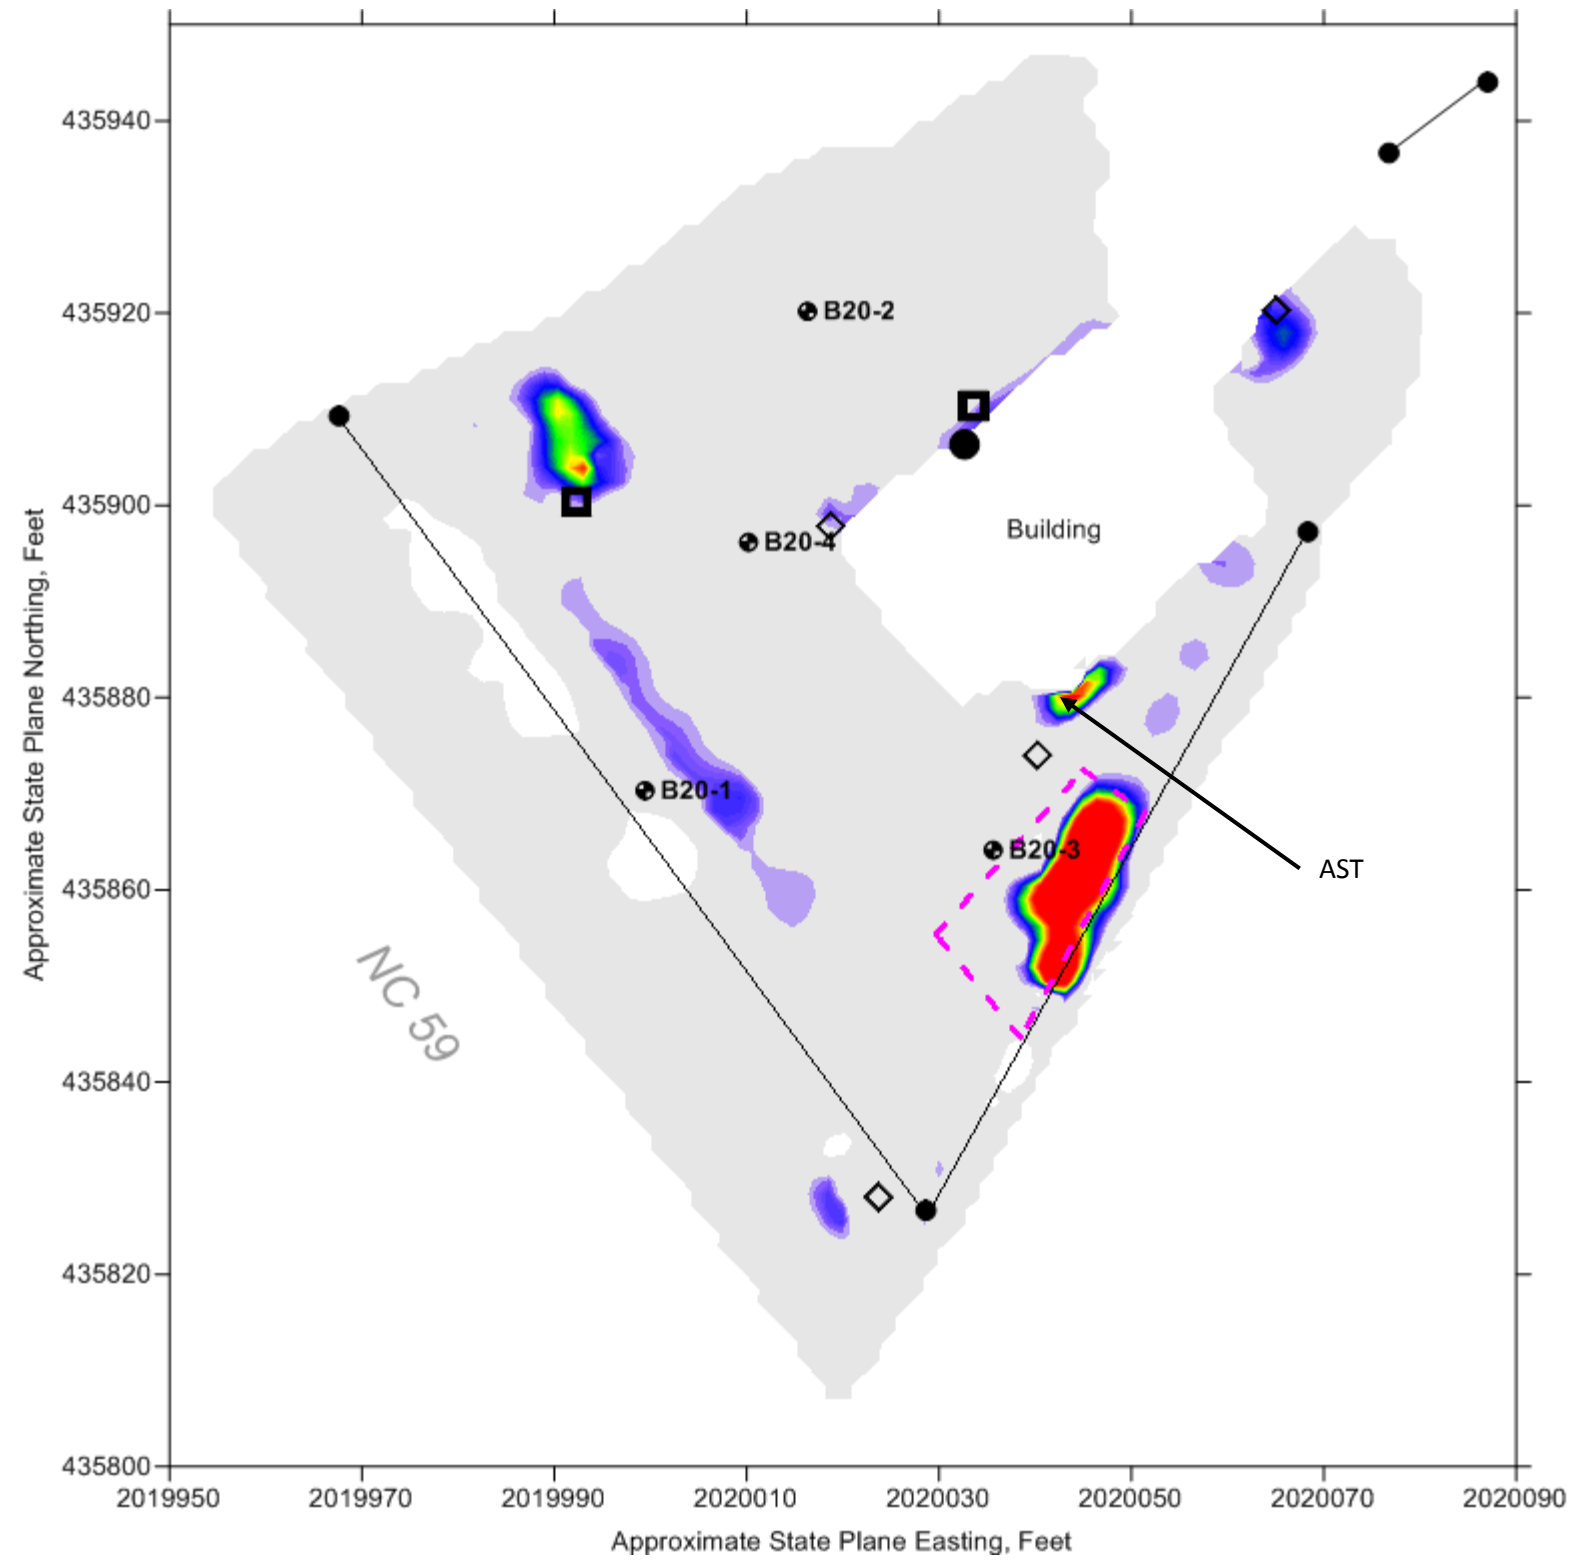 435940
435920
435900
435880
435860
435840
435820
435800
Approximate State Plane Northing, Feet
B20-2
Building
B20-4
B20-1
B20-3
AST
NC 59
2019950 2019970 2019990 2020010 2020030 2020050 2020070 2020090
Approximate State Plane Easting, Feet